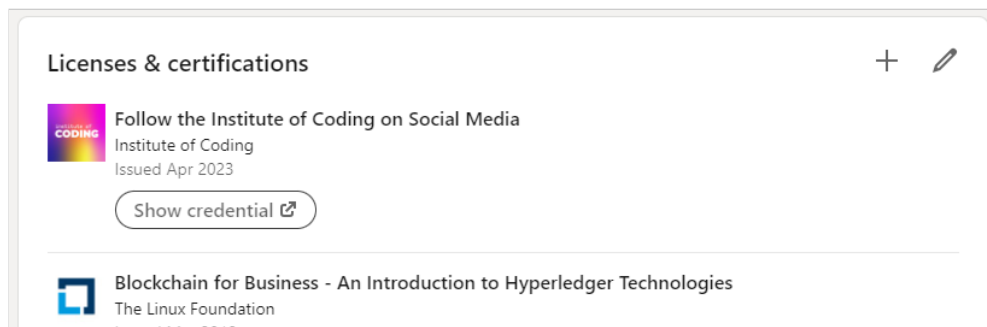 Licenses & certifications
institute of
CODING
Follow the Institute of Coding on Social Media
Institute of Coding
Issued Apr 2023
Show credential
Blockchain for Business - An Introduction to Hyperledger Technologies
The Linux Foundation